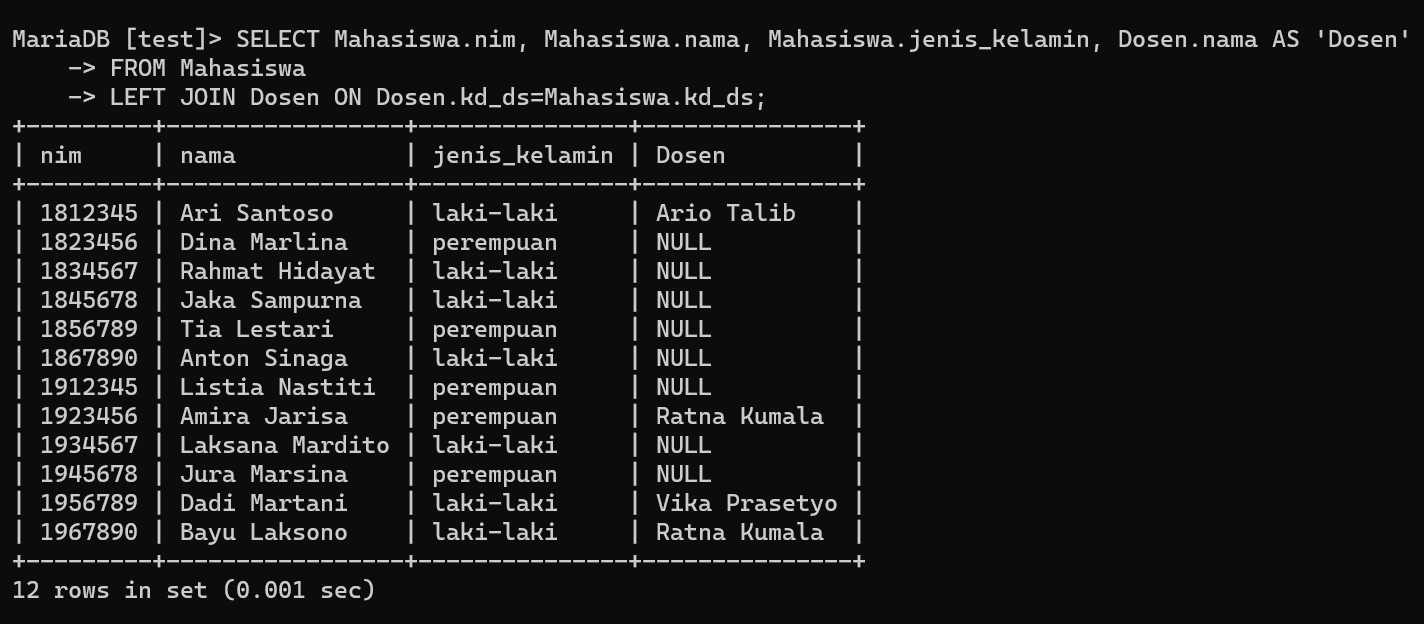 MariaDB [test]> SELECT Mahasiswa.nim, Mahasiswa.nama, Mahasiswa.jenis_kelamin, Dosen.nama AS 'Dosen'
    -> FROM Mahasiswa
    -> LEFT JOIN Dosen ON Dosen.kd_ds=Mahasiswa.kd_ds;
+---------+-----------------+---------------+---------------+
| nim     | nama            | jenis_kelamin | Dosen         |
+---------+-----------------+---------------+---------------+
| 1812345 | Ari Santoso     | laki-laki     | Ario Talib    |
| 1823456 | Dina Marlina    | perempuan     | NULL          |
| 1834567 | Rahmat Hidayat  | laki-laki     | NULL          |
| 1845678 | Jaka Sampurna   | laki-laki     | NULL          |
| 1856789 | Tia Lestari     | perempuan     | NULL          |
| 1867890 | Anton Sinaga    | laki-laki     | NULL          |
| 1912345 | Listia Nastiti  | perempuan     | NULL          |
| 1923456 | Amira Jarisa    | perempuan     | Ratna Kumala  |
| 1934567 | Laksana Mardito | laki-laki     | NULL          |
| 1945678 | Jura Marsina    | perempuan     | NULL          |
| 1956789 | Dadi Martani    | laki-laki     | Vika Prasetyo |
| 1967890 | Bayu Laksono    | laki-laki     | Ratna Kumala  |
+---------+-----------------+---------------+---------------+
12 rows in set (0.001 sec)